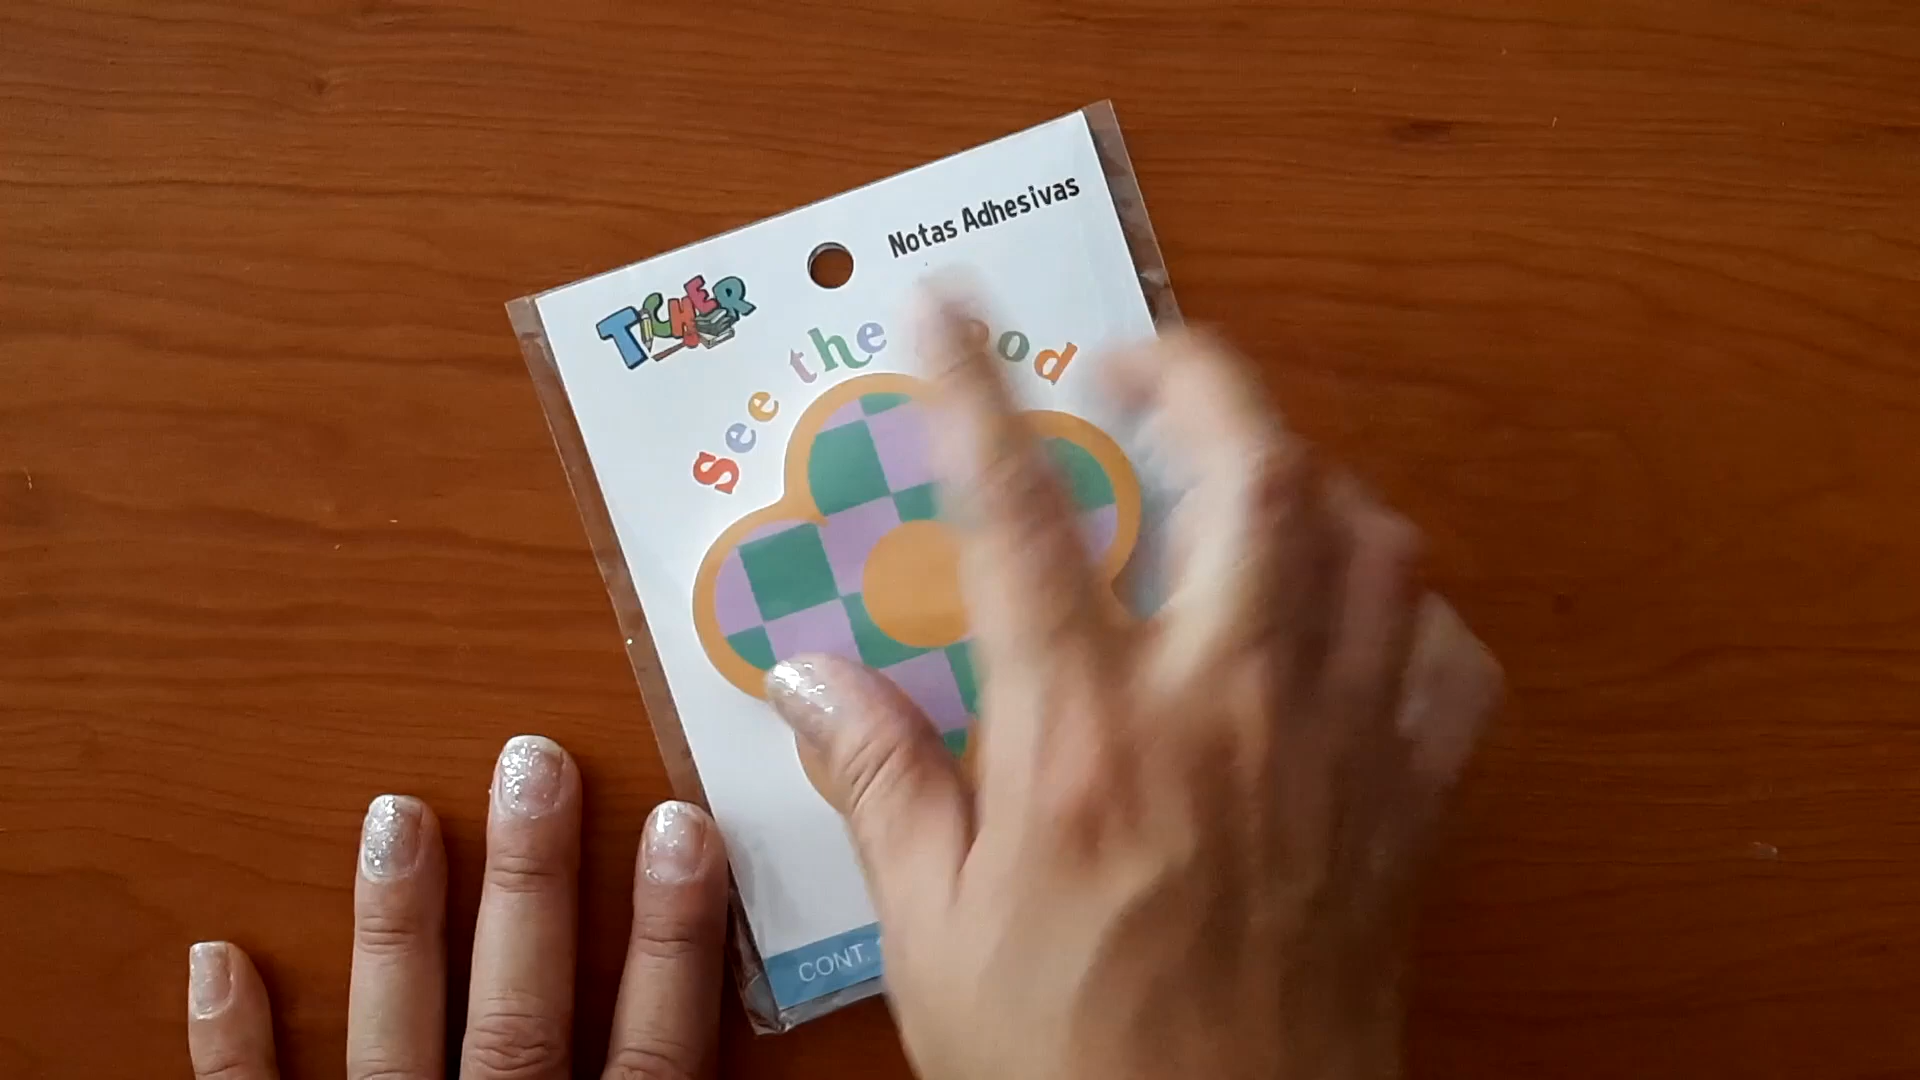 Notas Adhesivas
TICHER
See the
CONT.